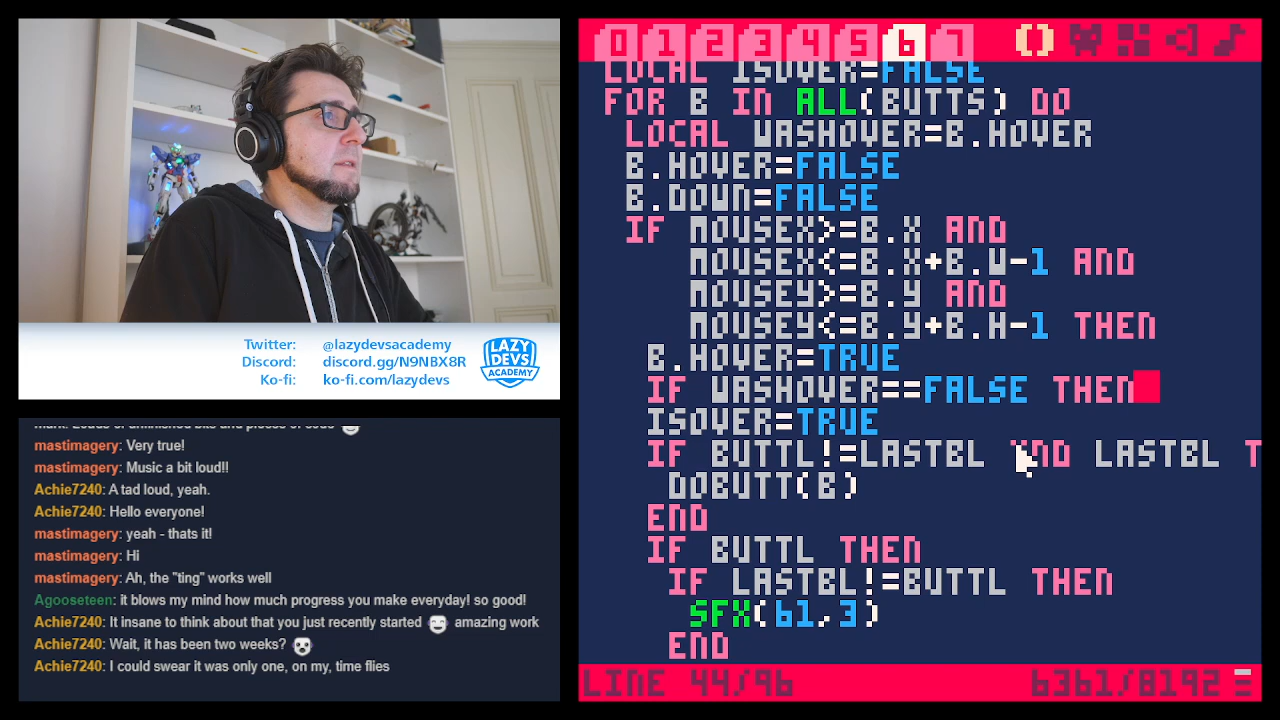 Twitter: @lazydevsacademy
Discord: discord.gg/N9NBX8R
Ko-fi: ko-fi.com/lazydevs
LAZY
DEVS
ACADEMY
mastimagery: Very true!
mastimagery: Music a bit loud!!
Achie7240: A tad loud, yeah.
Achie7240: Hello everyone!
mastimagery: yeah - thats it!
mastimagery: Hi
mastimagery: Ah, the "ting" works well
Agooseteen: it blows my mind how much progress you make everyday! so good!
Achie7240: It insane to think about that you just recently started amazing work
Achie7240: Wait, it has been two weeks?
Achie7240: I could swear it was only one, on my, time flies
0 1 2 3 4 5 6 7 ()
LOCAL ISOVER=FALSE
FOR B IN ALL(BUTTS) DO
LOCAL WASHOVER=B.HOVER
B.HOVER=FALSE
B.DOWN=FALSE
IF MOUSEX>=B.X AND
MOUSEX<=B.X+B.W-1 AND
MOUSEY>=B.Y AND
MOUSEY<=B.Y+B.H-1 THEN
B.HOVER=TRUE
IF WASHOVER==FALSE THEN
ISOVER=TRUE
IF BUTTL!=LASTBL AND LASTBL T
DOBUTT(B)
END
IF BUTTL THEN
IF LASTBL!=BUTTL THEN
SFX(61,3)
END
LINE 44/96 6361/8192